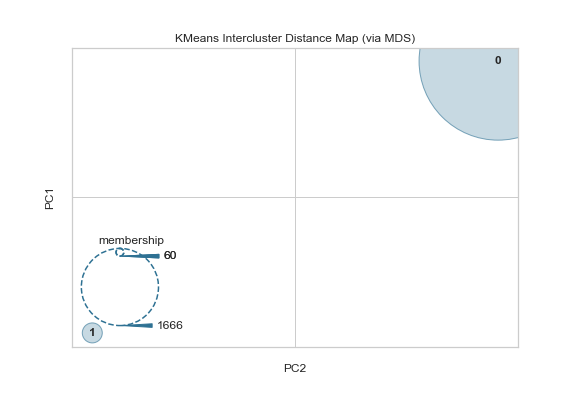 KMeans Intercluster Distance Map (via MDS)
0
PC1
membership
60
1666
1
PC2